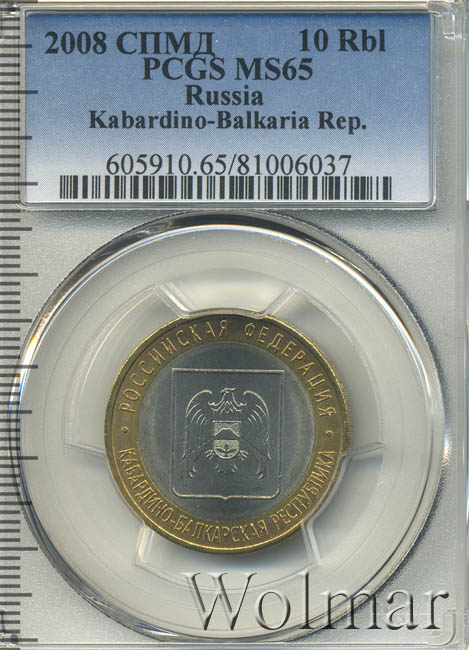 2008 СПМД 10 Rbl
PCGS MS65
Russia
Kabardino-Balkaria Rep.
605910.65/81006037
РОССИЙСКАЯ ФЕДЕРАЦИЯ
КАБАРДИНО-БАЛКАРСКАЯ РЕСПУБЛИКА
Wolmar